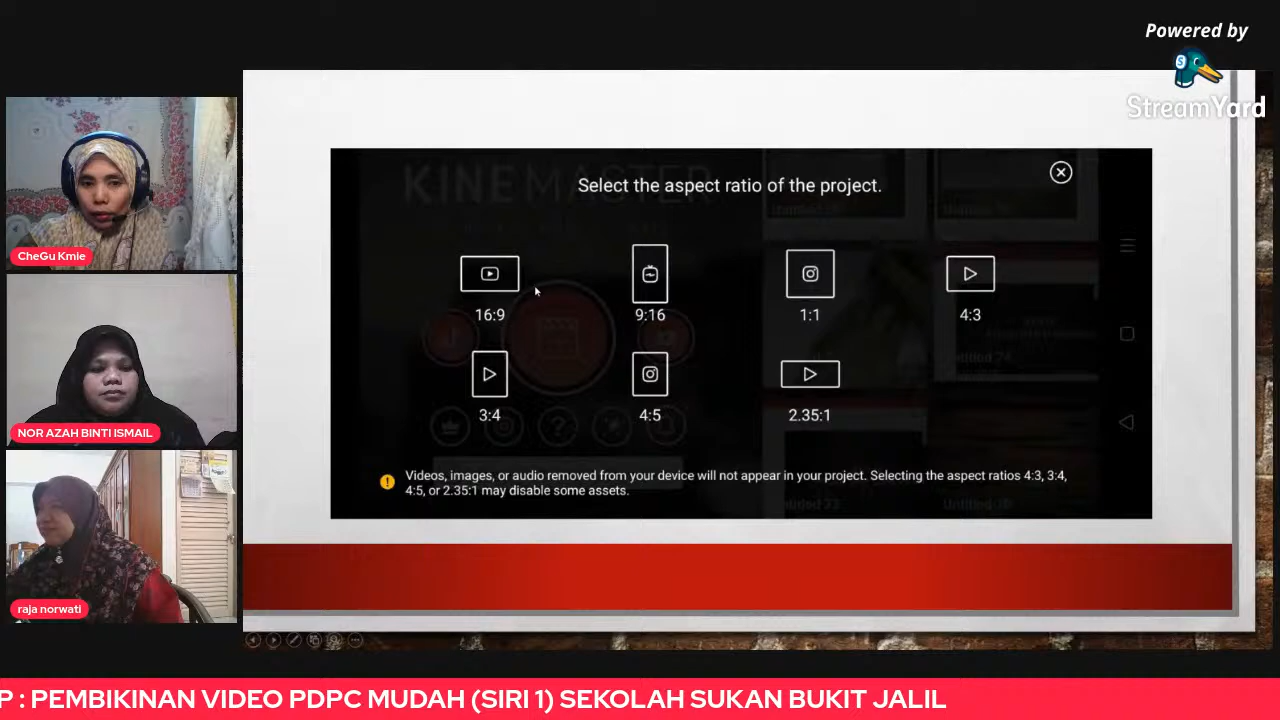 Powered by
StreamYard
KINEMASTER
Select the aspect ratio of the project.
16:9
9:16
1:1
4:3
3:4
4:5
2.35:1
Videos, images, or audio removed from your device will not appear in your project. Selecting the aspect ratios 4:3, 3:4,
4:5, or 2.35:1 may disable some assets.
CheGu Kmie
NOR AZAH BINTI ISMAIL
raja norwati
P : PEMBIKINAN VIDEO PDPC MUDAH (SIRI 1) SEKOLAH SUKAN BUKIT JALIL